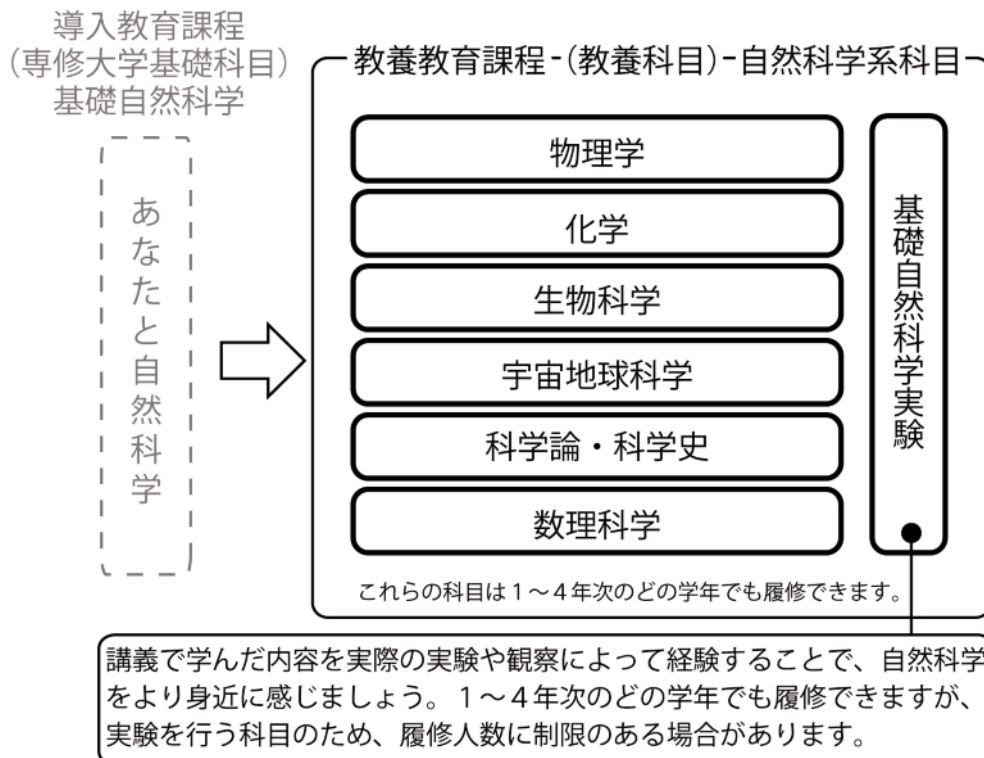 導入教育課程
（専修大学基礎科目）
基礎自然科学
あなたと自然科学
教養教育課程-(教養科目)-自然科学系科目
物理学
化学
生物科学
宇宙地球科学
科学論・科学史
数理科学
基礎自然科学実験
これらの科目は１～４年次のどの学年でも履修できます。
講義で学んだ内容を実際の実験や観察によって経験することで、自然科学
をより身近に感じましょう。１～４年次のどの学年でも履修できますが、
実験を行う科目のため、履修人数に制限のある場合があります。